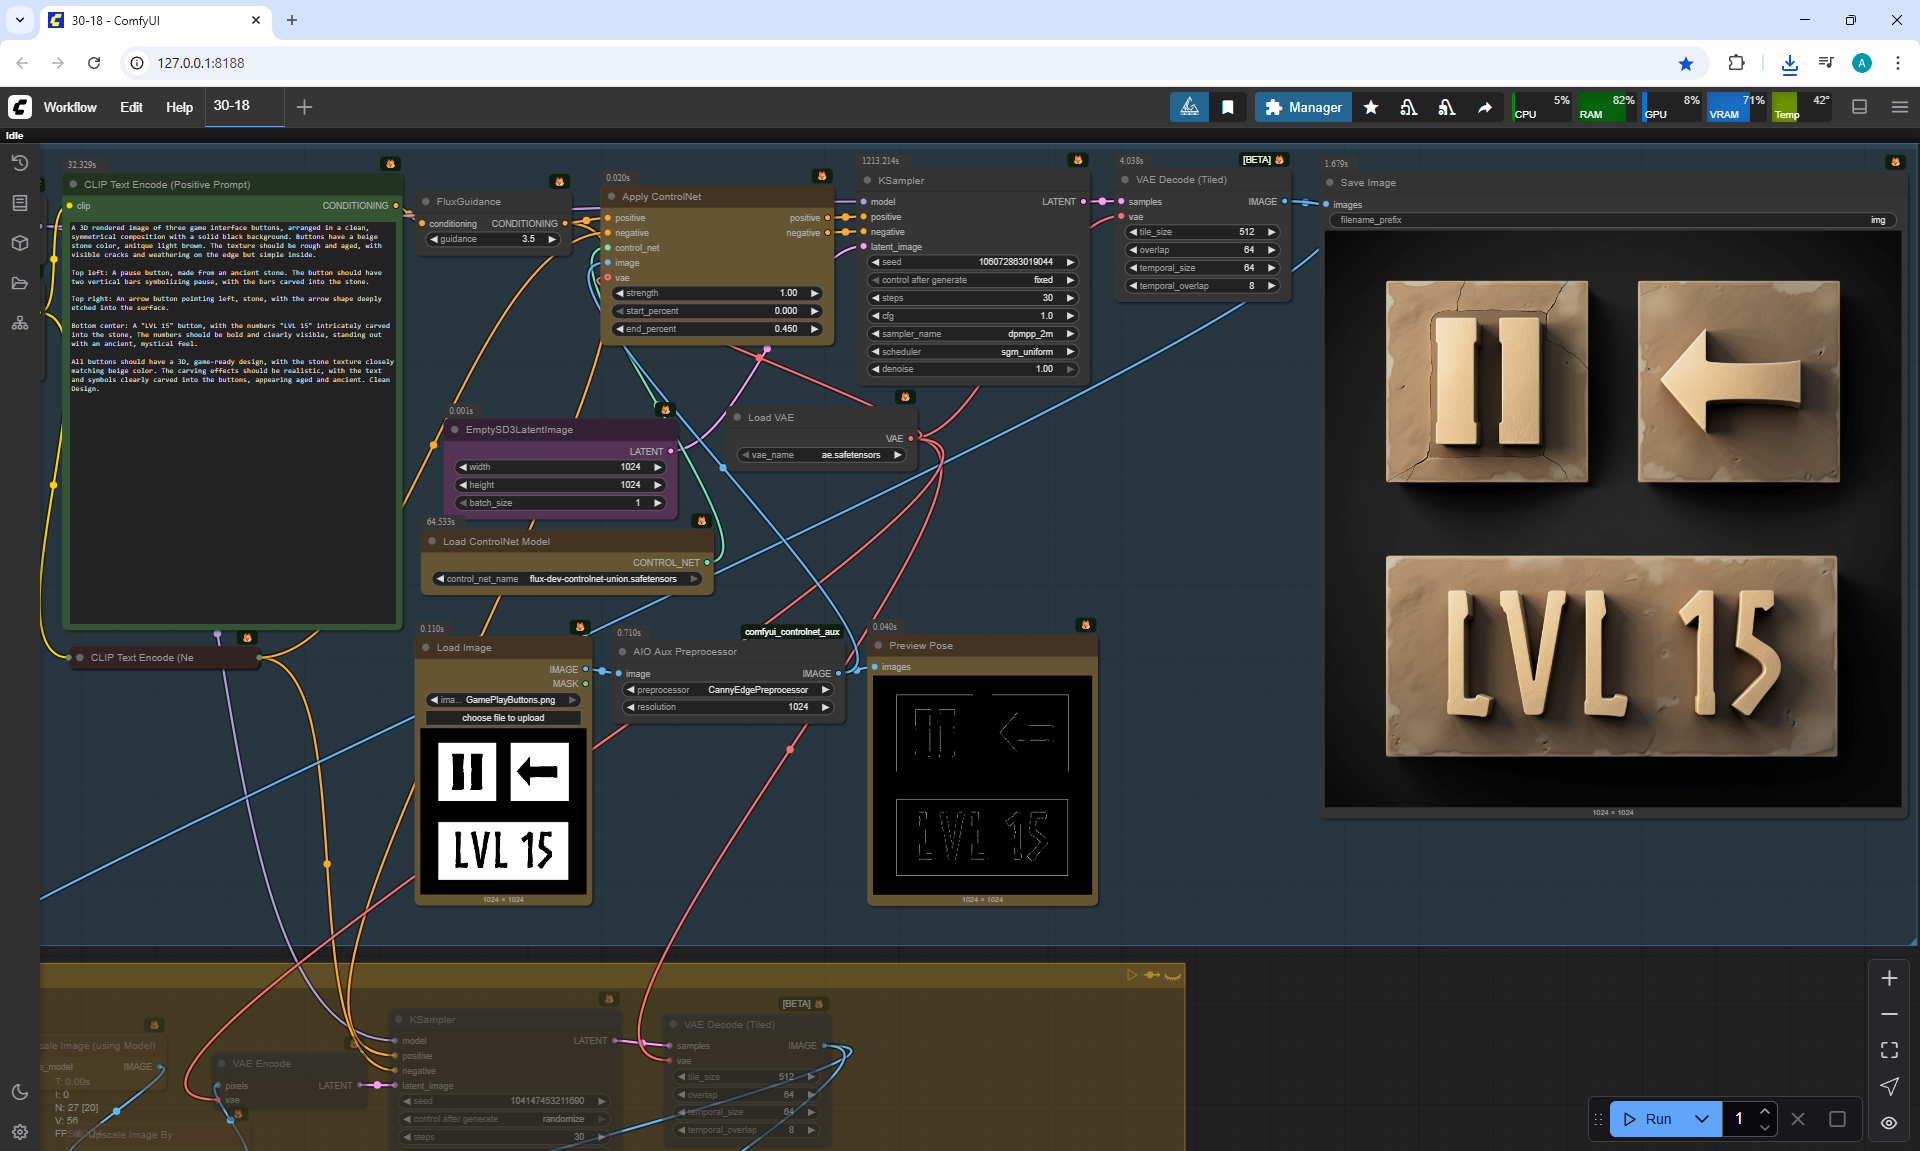 30-18 - ComfyUI
127.0.0.1:8188
A
Workflow Edit Help 30-18
Manager
CPU 5% RAM 82% GPU 8% VRAM 71% Temp 42°
Idle
32.329s
CLIP Text Encode (Positive Prompt)
clip CONDITIONING
A 3D rendered image of three game interface buttons, arranged in a clean,
symmetrical composition with a solid black background. Buttons have a beige
stone color, anitque light brown. The texture should be rough and aged, with
visible cracks and weathering on the edge but simple inside.
Top left: A pause button, made from an ancient stone. The button should have
two vertical bars symbolizing pause, with the bars carved into the stone.
Top right: An arrow button pointing left, stone, with the arrow shape deeply
etched into the surface.
Bottom center: A "LVL 15" button, with the numbers "LVL 15" intricately carved
into the stone, The numbers should be bold and clearly visible, standing out
with an ancient, mystical feel.
All buttons should have a 3D, game-ready design, with the stone texture closely
matching beige color. The carving effects should be realistic, with the text
and symbols clearly carved into the buttons, appearing aged and ancient. Clean
Design.
CLIP Text Encode (Ne
FluxGuidance
conditioning CONDITIONING
guidance 3.5
0.020s
Apply ControlNet
positive positive
negative negative
control_net
image
vae
strength 1.00
start_percent 0.000
end_percent 0.450
1213.214s
KSampler
model LATENT
positive
negative
latent_image
seed 106072863019044
control after generate fixed
steps 30
cfg 1.0
sampler_name dpmpp_2m
scheduler sgm_uniform
denoise 1.00
4.038s [BETA]
VAE Decode (Tiled)
samples IMAGE
vae
tile_size 512
overlap 64
temporal_size 64
temporal_overlap 8
1.679s
Save Image
images
filename_prefix img
LVL 15
1024 × 1024
0.001s
EmptySD3LatentImage
LATENT
width 1024
height 1024
batch_size 1
Load VAE
VAE
vae_name ae.safetensors
64.533s
Load ControlNet Model
CONTROL_NET
control_net_name flux-dev-controlnet-union.safetensors
0.110s
Load Image
IMAGE
MASK
ima... GamePlayButtons.png
choose file to upload
LVL 15
1024 × 1024
0.710s comfyui_controlnet_aux
AIO Aux Preprocessor
image IMAGE
preprocessor CannyEdgePreprocessor
resolution 1024
0.040s
Preview Pose
images
LVL 15
1024 × 1024
cale Image (using Model)
e_model IMAGE
T: 0.00s
I: 0
N: 27 [20]
V: 56
Upscale Image By
VAE Encode
pixels LATENT
vae
KSampler
model LATENT
positive
negative
latent_image
seed 104147453211690
control after generate randomize
steps 30
[BETA]
VAE Decode (Tiled)
samples IMAGE
vae
tile_size 512
overlap 64
temporal_size 64
temporal_overlap 8
Run 1